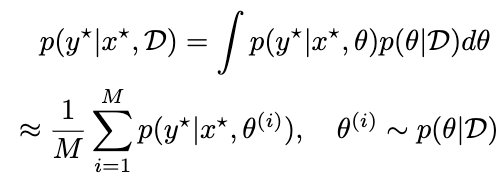 p(y⋆|x⋆, 𝒟) = ∫ p(y⋆|x⋆, θ)p(θ|𝒟)dθ
≈ 1/M ∑_{i=1}^{M} p(y⋆|x⋆, θ^{(i)}), θ^{(i)} ∼ p(θ|𝒟)